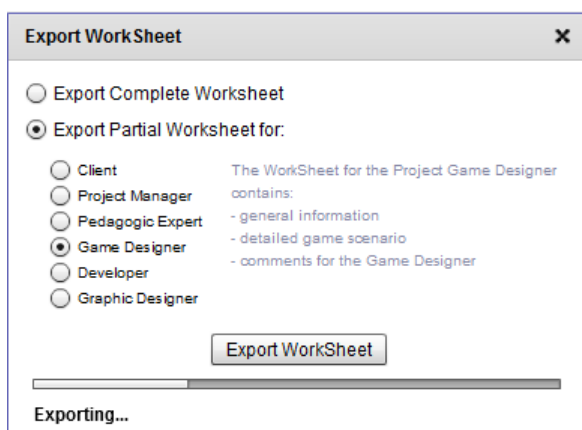 Export WorkSheet
Export Complete Worksheet
Export Partial Worksheet for:
Client
Project Manager
Pedagogic Expert
Game Designer
Developer
Graphic Designer
The WorkSheet for the Project Game Designer
contains:
- general information
- detailed game scenario
- comments for the Game Designer
Export WorkSheet
Exporting...